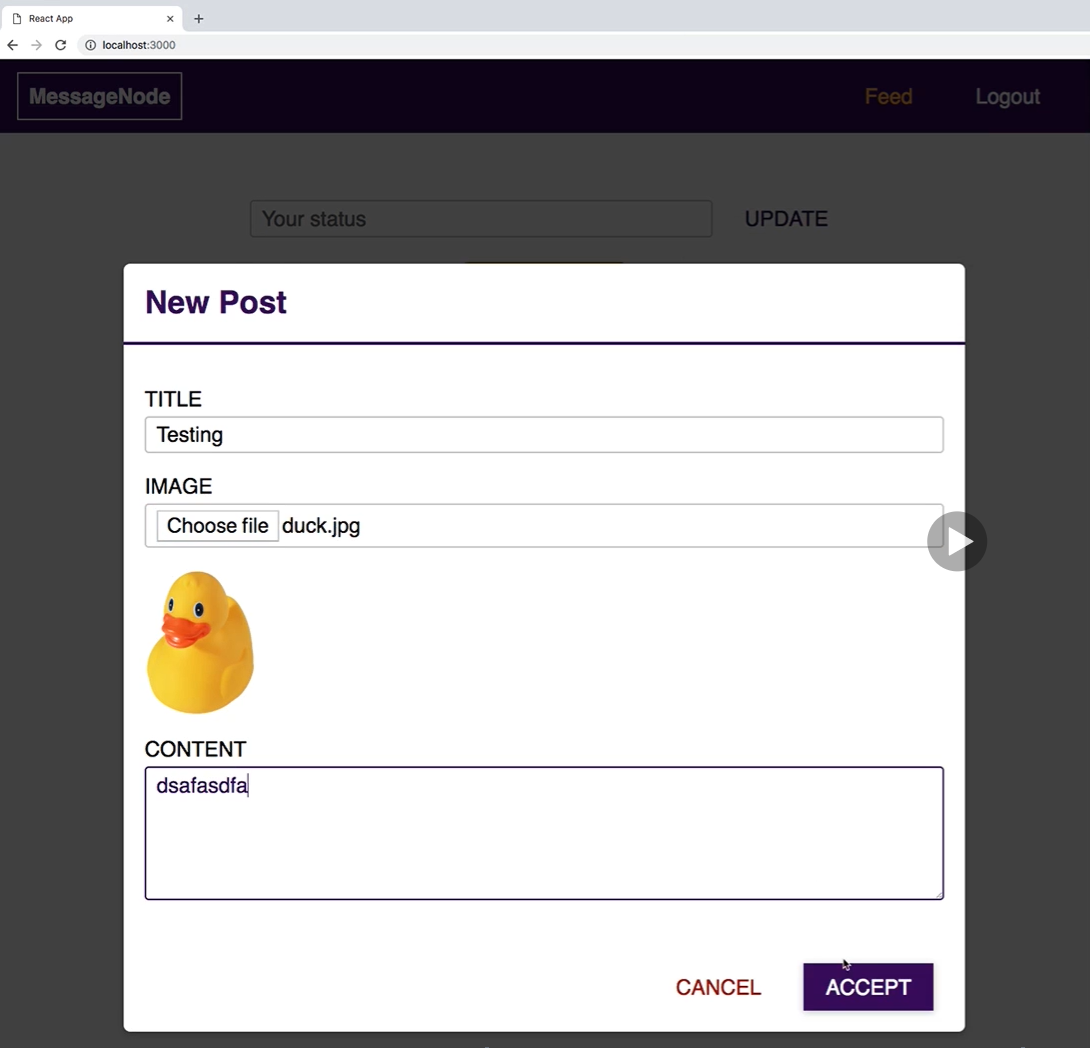 React App
localhost:3000
MessageNode
Feed
Logout
Your status
UPDATE
New Post
TITLE
Testing
IMAGE
Choose file duck.jpg
CONTENT
dsafasdfa
CANCEL
ACCEPT